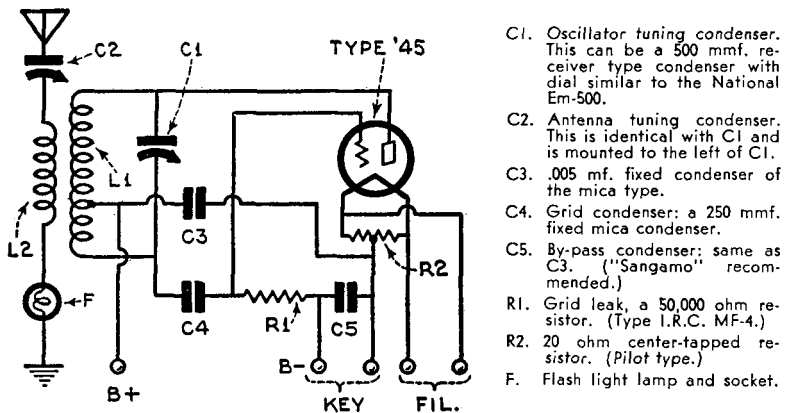 C2
C1
TYPE '45
L1
L2
C3
R2
F
C4
R1
C5
B+
B-
KEY
FIL.
C1. Oscillator tuning condenser.
This can be a 500 mmf. re-
ceiver type condenser with
dial similar to the National
Em-500.
C2. Antenna tuning condenser.
This is identical with C1 and
is mounted to the left of C1.
C3. .005 mf. fixed condenser of
the mica type.
C4. Grid condenser: a 250 mmf.
fixed mica condenser.
C5. By-pass condenser: same as
C3. ("Sangamo" recom-
mended.)
R1. Grid leak, a 50,000 ohm re-
sistor. (Type I.R.C. MF-4.)
R2. 20 ohm center-tapped re-
sistor. (Pilot type.)
F. Flash light lamp and socket.